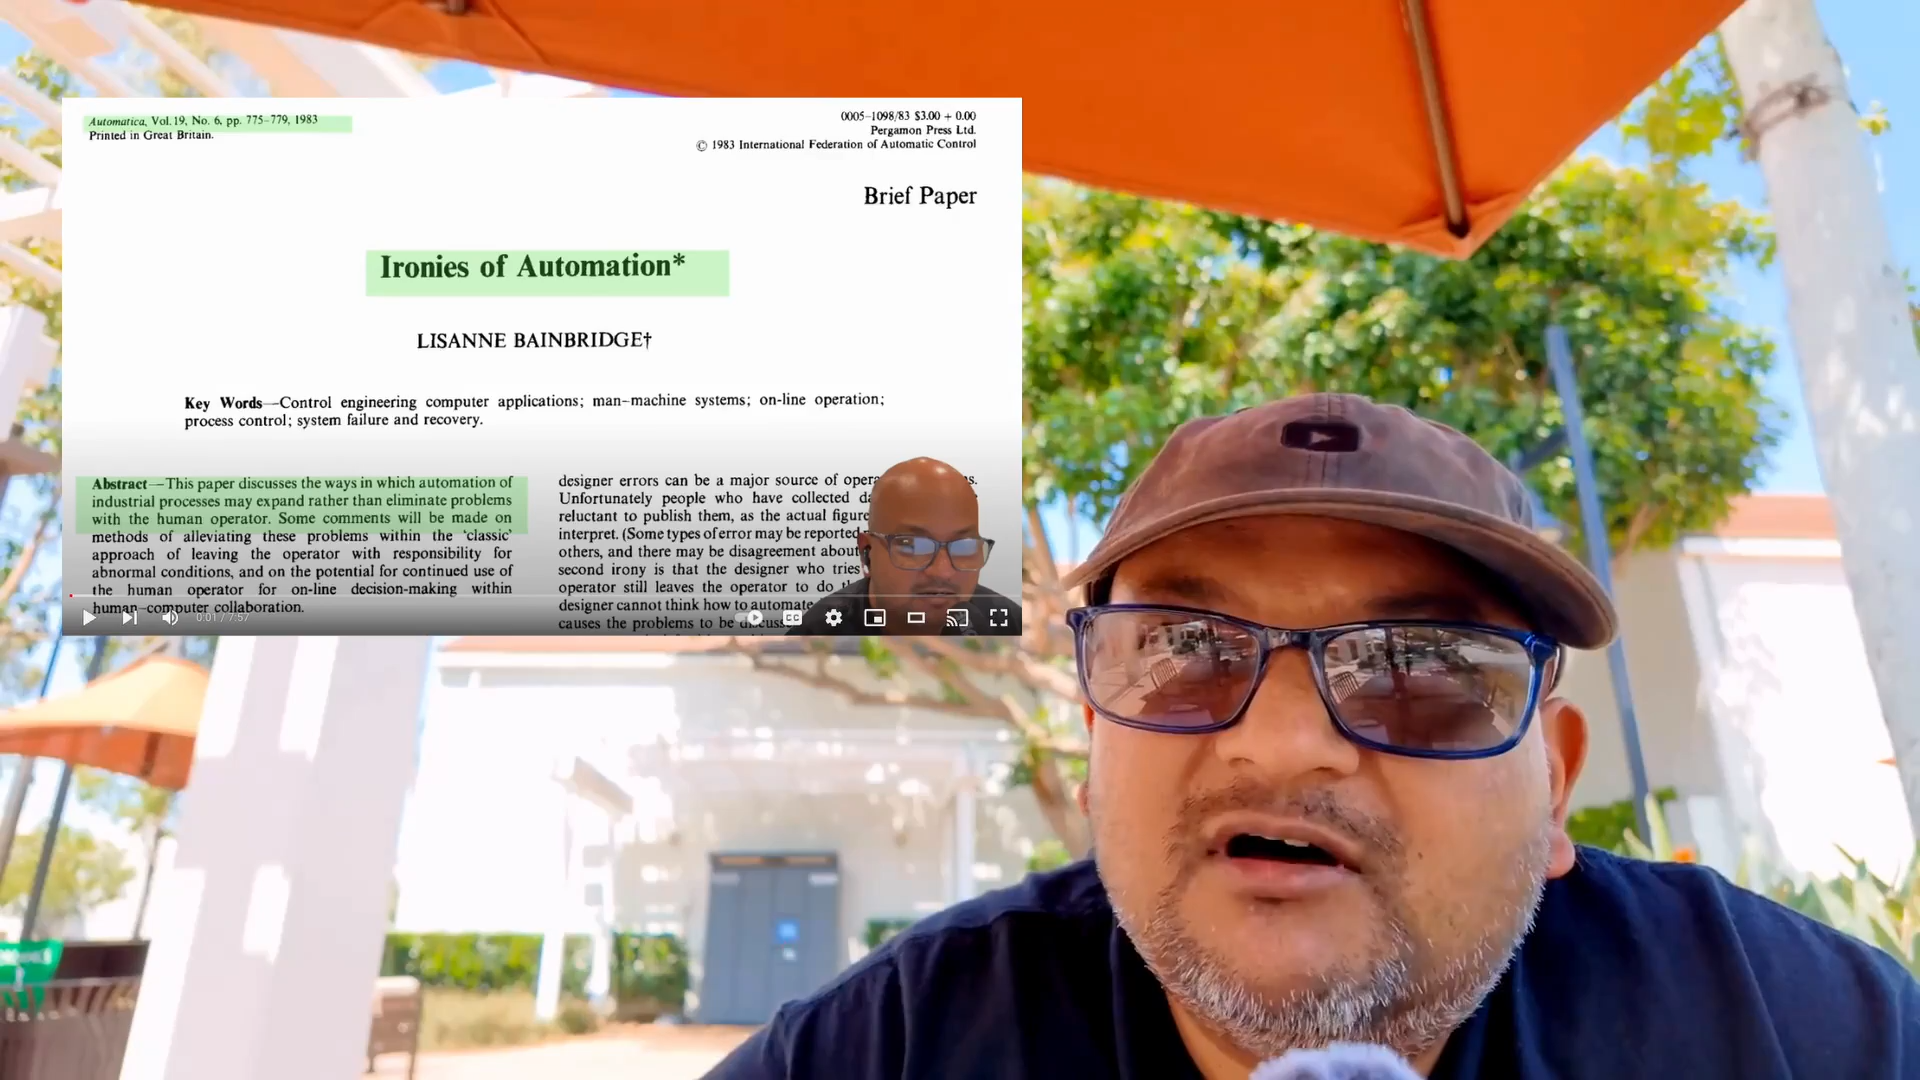 Automatica, Vol. 19, No. 6, pp. 775–779, 1983
Printed in Great Britain.
0005–1098/83 $3.00 + 0.00
Pergamon Press Ltd.
© 1983 International Federation of Automatic Control
Brief Paper
Ironies of Automation*
LISANNE BAINBRIDGE†
Key Words—Control engineering computer applications; man–machine systems; on-line operation;
process control; system failure and recovery.
Abstract—This paper discusses the ways in which automation of
industrial processes may expand rather than eliminate problems
with the human operator. Some comments will be made on
methods of alleviating these problems within the 'classic'
approach of leaving the operator with responsibility for
abnormal conditions, and on the potential for continued use of
the human operator for on-line decision-making within
human–computer collaboration.
designer errors can be a major source of
Unfortunately people who have collected
reluctant to publish them, as the actual
interpret. (Some types of error may be reported
others, and there may be disagreement about
second irony is that the designer who tries
operator still leaves the operator to do
designer cannot think how to automate
causes the problems to be
0:01 / 7:57
CC